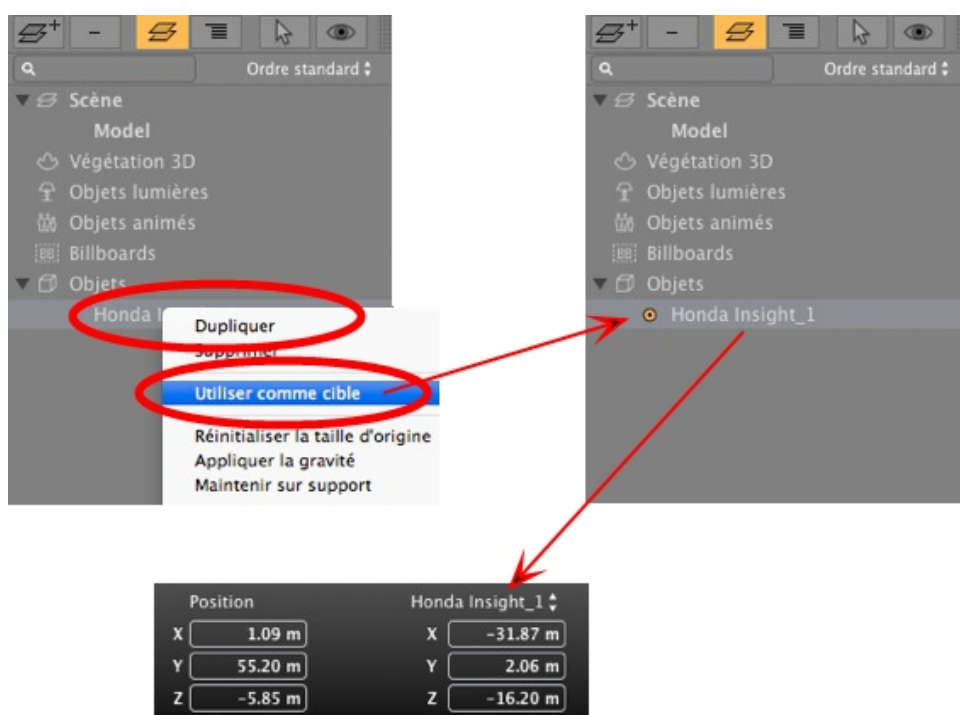 Ordre standard
Scène
Model
Végétation 3D
Objets lumières
Objets animés
Billboards
Objets
Honda I
Dupliquer
Supprimer
Utiliser comme cible
Réinitialiser la taille d'origine
Appliquer la gravité
Maintenir sur support
Ordre standard
Scène
Model
Végétation 3D
Objets lumières
Objets animés
Billboards
Objets
Honda Insight_1
Position Honda Insight_1
X 1.09 m X -31.87 m
Y 55.20 m Y 2.06 m
Z -5.85 m Z -16.20 m